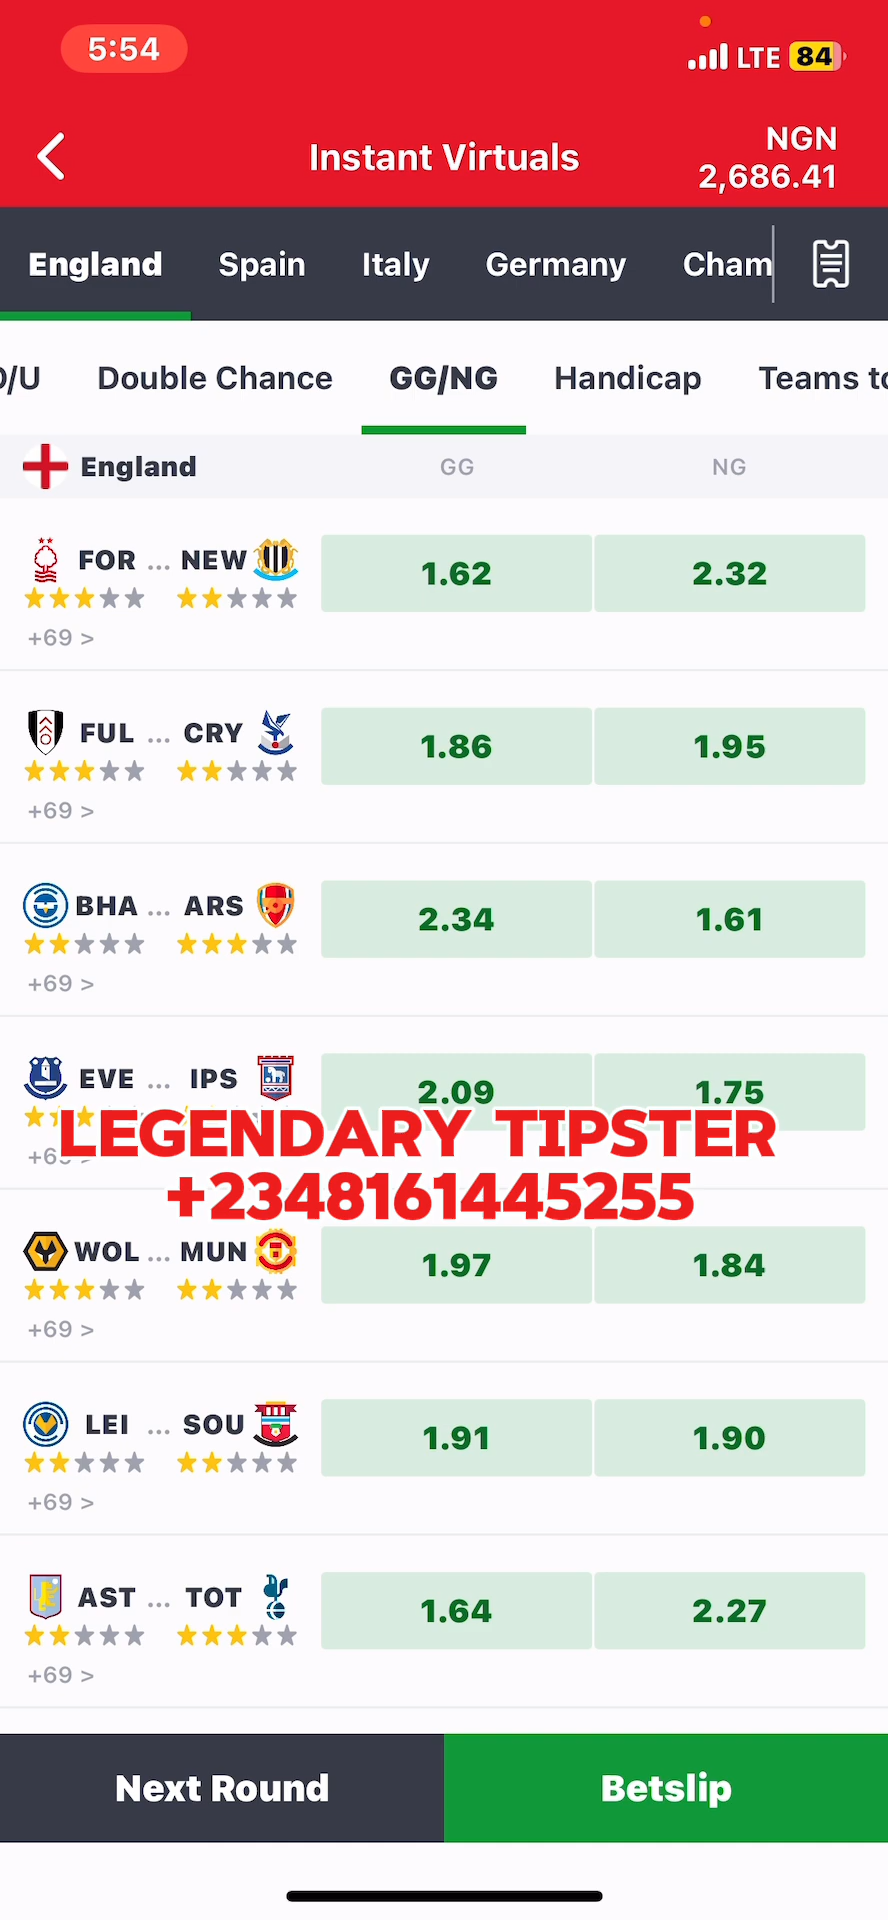 5:54
LTE 84
Instant Virtuals
NGN
2,686.41
England Spain Italy Germany Cham
/U Double Chance GG/NG Handicap Teams to
England GG NG
FOR ... NEW 1.62 2.32
+69 >
FUL ... CRY 1.86 1.95
+69 >
BHA ... ARS 2.34 1.61
+69 >
EVE ... IPS 2.09 1.75
LEGENDARY TIPSTER
+2348161445255
WOL ... MUN 1.97 1.84
+69 >
LEI ... SOU 1.91 1.90
+69 >
AST ... TOT 1.64 2.27
+69 >
Next Round Betslip